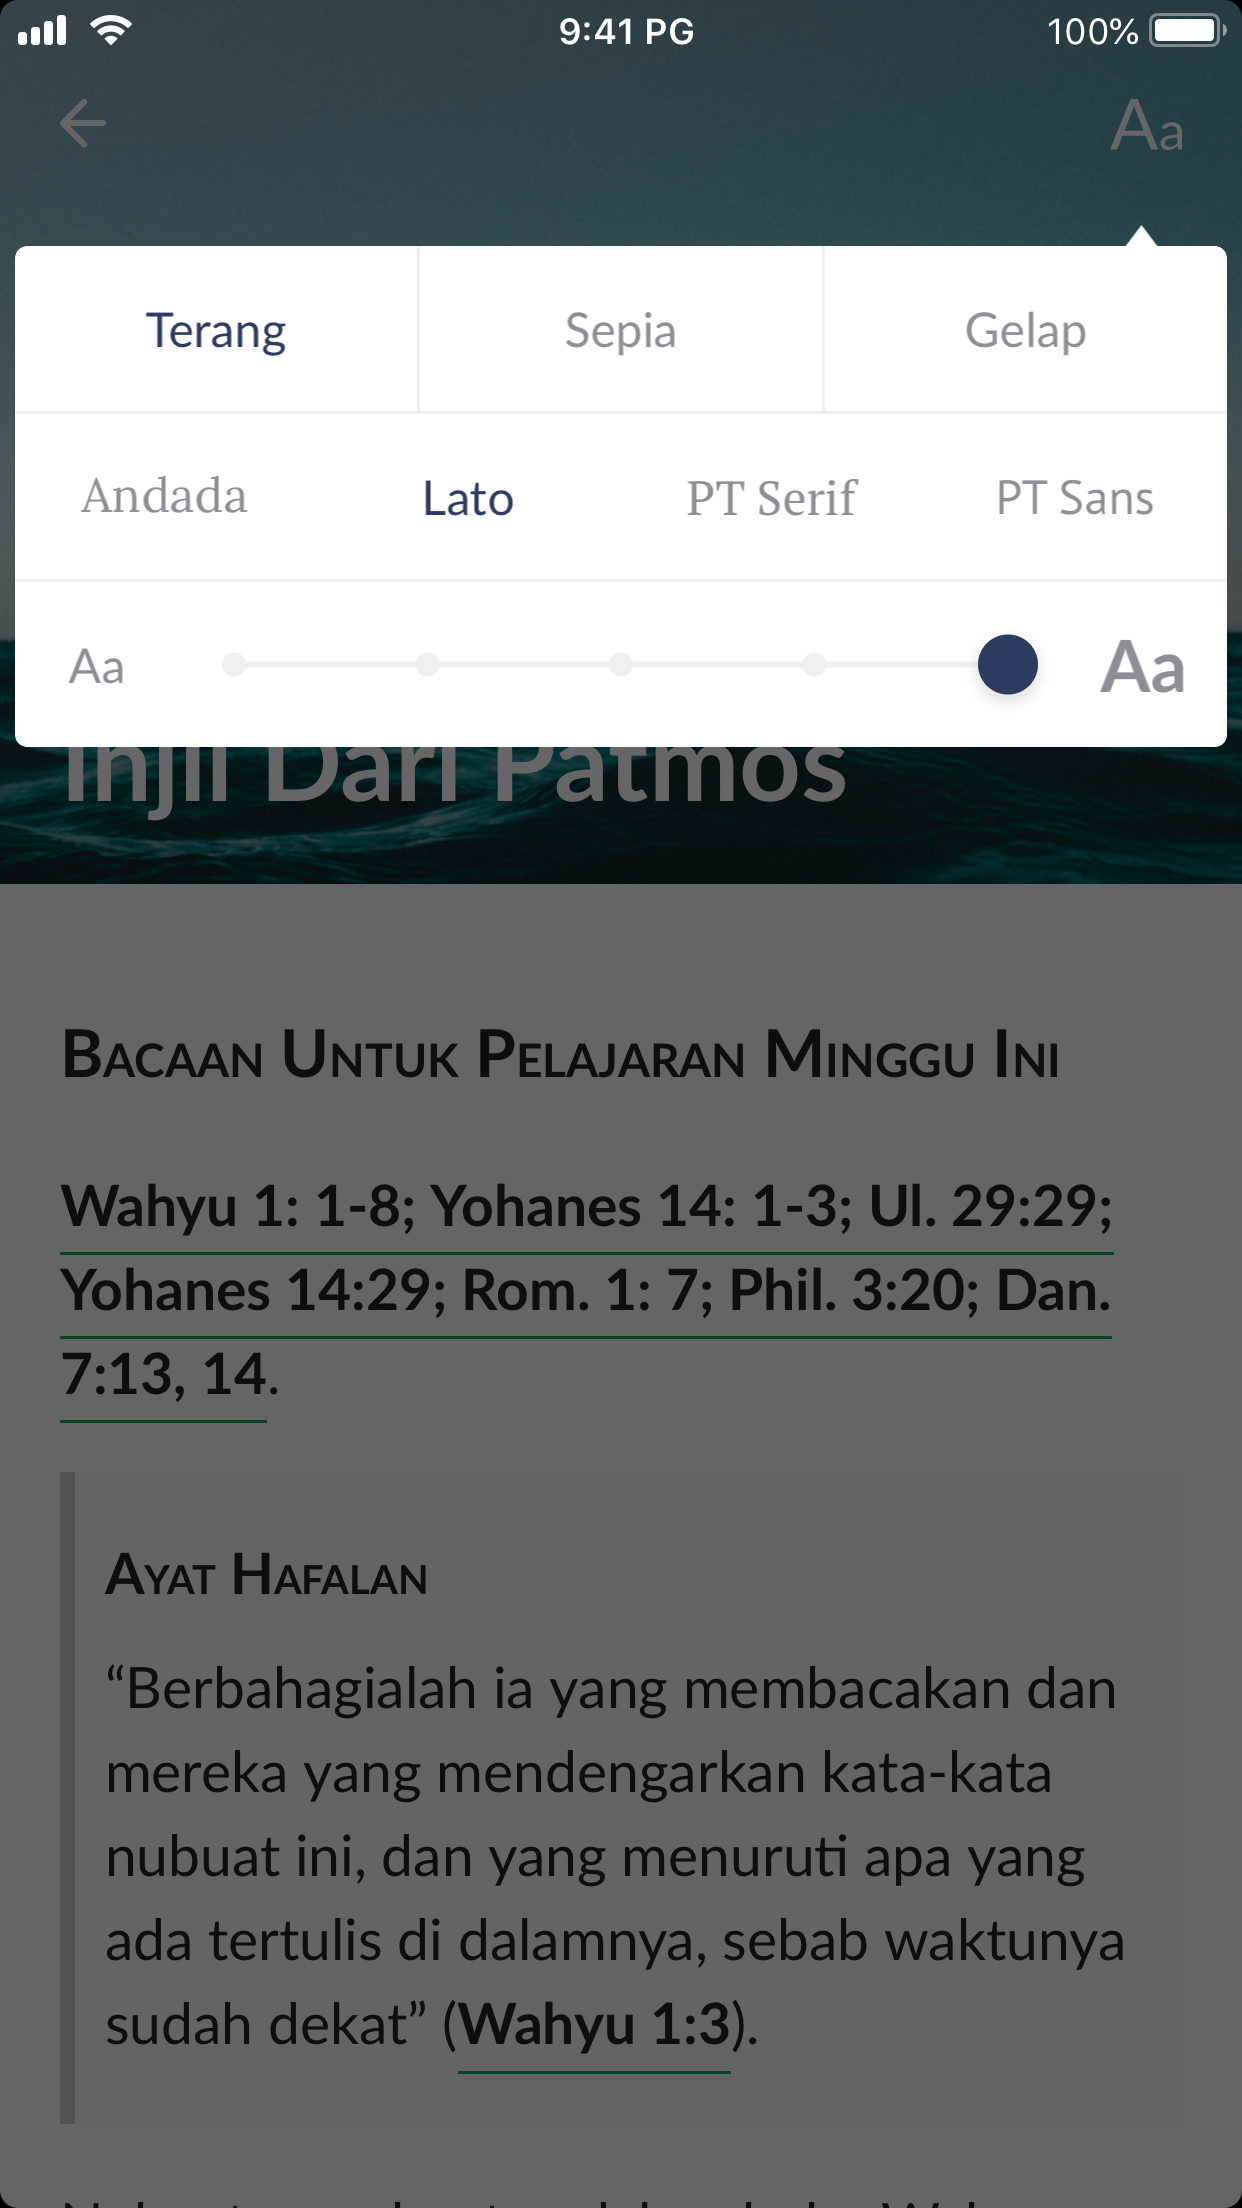 9:41 PG
100%
Aa
Terang
Sepia
Gelap
Andada
Lato
PT Serif
PT Sans
Aa
Aa
Injil Dari Patmos
Bacaan Untuk Pelajaran Minggu Ini
Wahyu 1: 1-8; Yohanes 14: 1-3; Ul. 29:29;
Yohanes 14:29; Rom. 1: 7; Phil. 3:20; Dan.
7:13, 14.
Ayat Hafalan
“Berbahagialah ia yang membacakan dan
mereka yang mendengarkan kata-kata
nubuat ini, dan yang menuruti apa yang
ada tertulis di dalamnya, sebab waktunya
sudah dekat” (Wahyu 1:3).